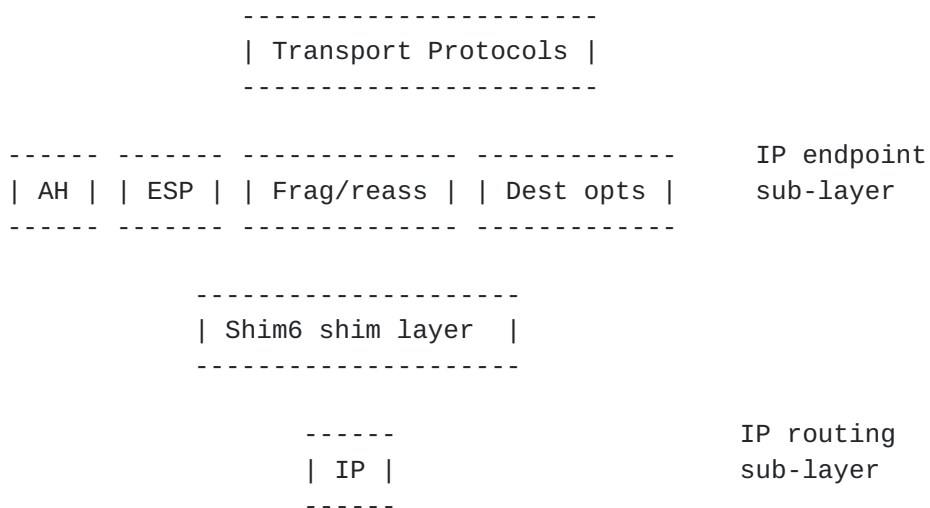 -----------------------
| Transport Protocols |
-----------------------
------ ------- -------------- ------------- IP endpoint
| AH | | ESP | | Frag/reass | | Dest opts | sub-layer
------ ------- -------------- -------------
---------------------
| Shim6 shim layer |
---------------------
------ IP routing
| IP | sub-layer
------